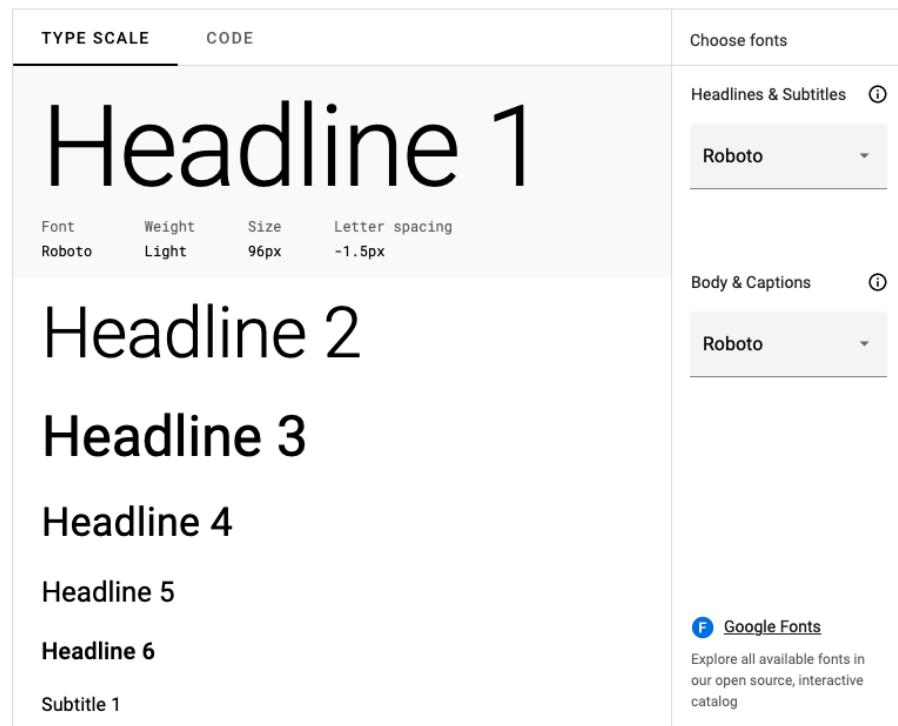 TYPE SCALE
CODE
Choose fonts
Headline 1
Font Weight Size Letter spacing
Roboto Light 96px -1.5px
Headline 2
Headline 3
Headline 4
Headline 5
Headline 6
Subtitle 1
Headlines & Subtitles
Roboto
Body & Captions
Roboto
F Google Fonts
Explore all available fonts in
our open source, interactive
catalog